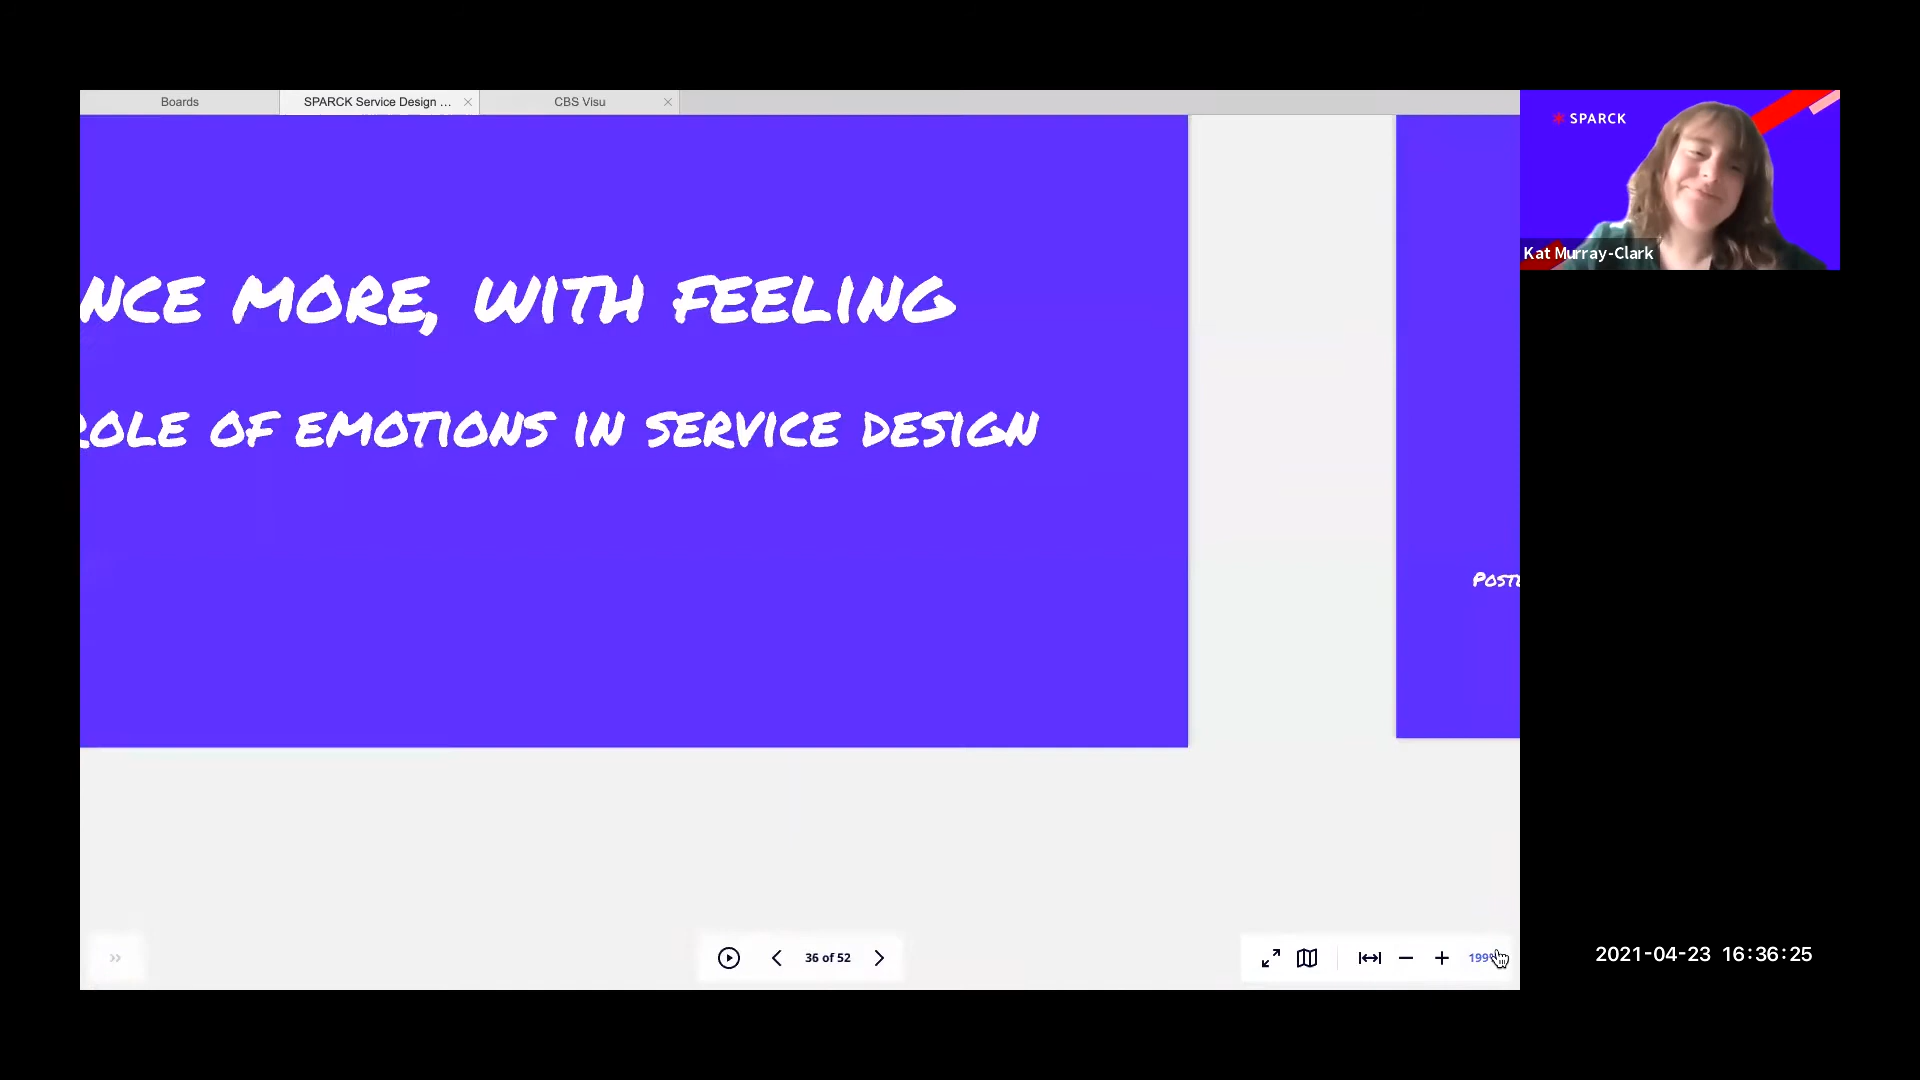 Boards
SPARCK Service Design ...
CBS Visu
SPARCK
Kat Murray-Clark
NCE MORE, WITH FEELING
ROLE OF EMOTIONS IN SERVICE DESIGN
36 of 52
2021-04-23 16:36:25